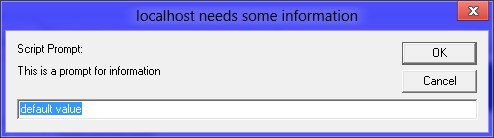 localhost needs some information
Script Prompt:
OK
This is a prompt for information
Cancel
default value